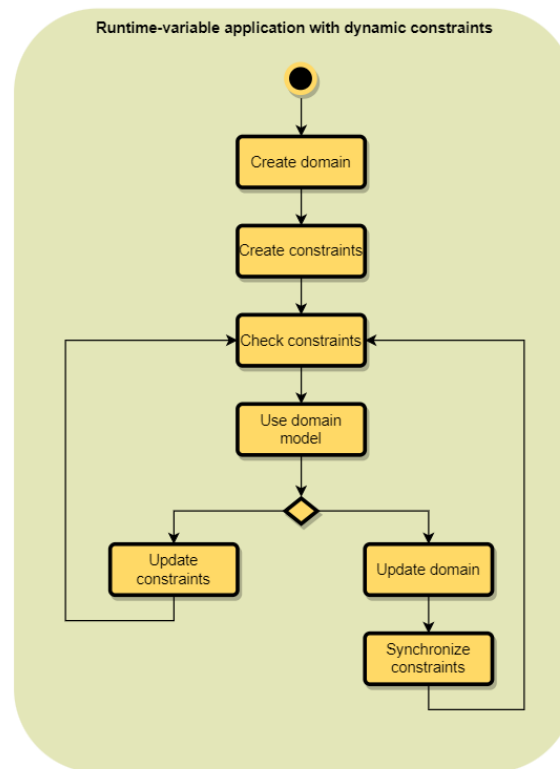 Runtime-variable application with dynamic constraints
Create domain
Create constraints
Check constraints
Use domain
model
Update
constraints
Update domain
Synchronize
constraints